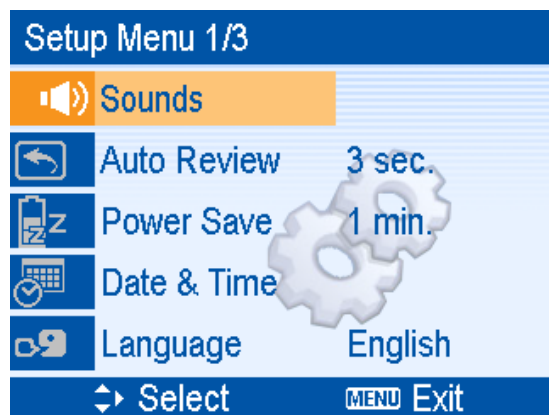 Setup Menu 1/3
Sounds
Auto Review 3 sec.
Power Save 1 min.
Date & Time
Language English
Select MENU Exit